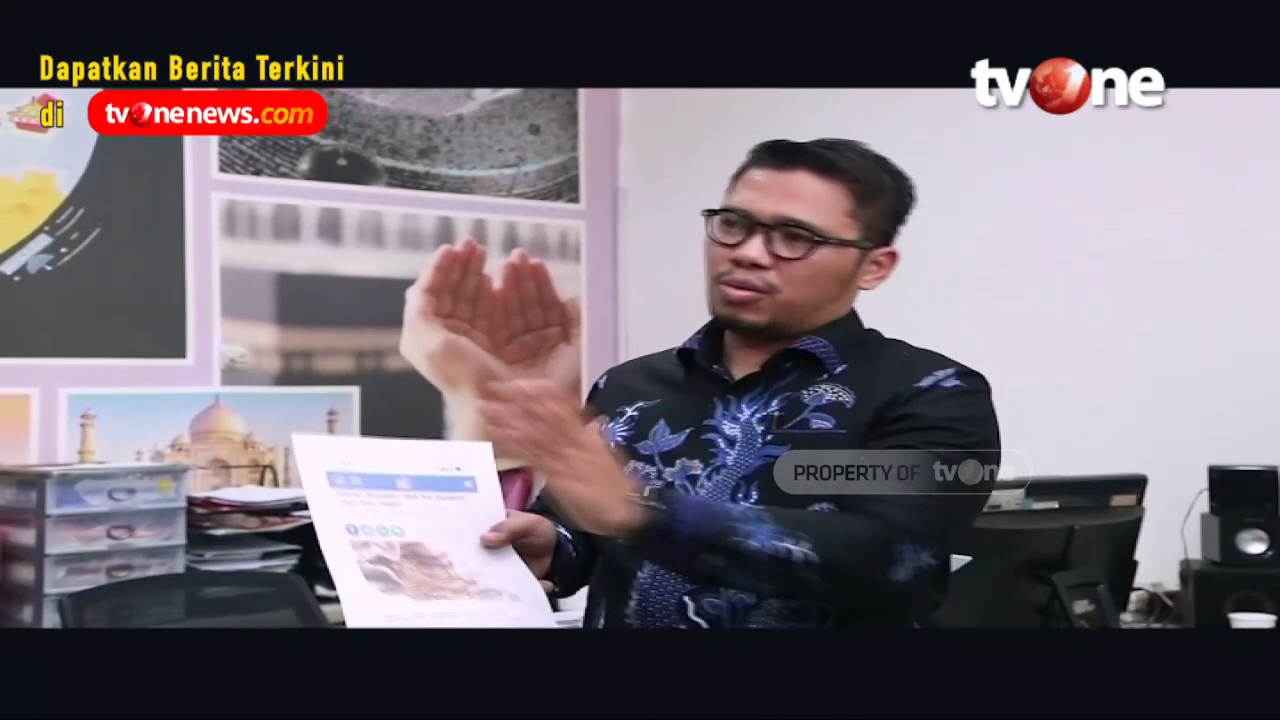 Dapatkan Berita Terkini
di tvOnenews.com
tvOne
PROPERTY OF tvOne